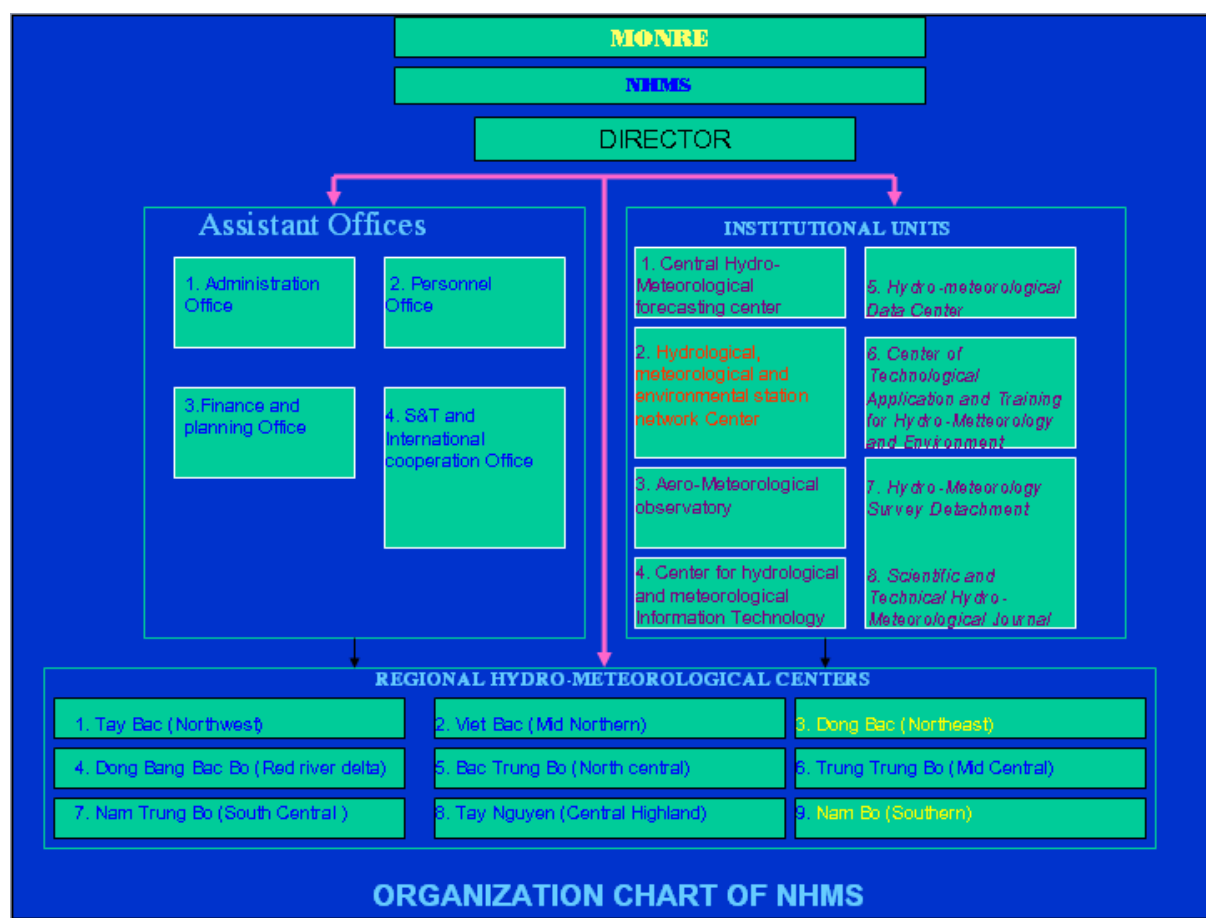 MONRE
NHMS
DIRECTOR
Assistant Offices
1. Administration
Office
2. Personnel
Office
3.Finance and
planning Office
4. S&T and
International
cooperation Office
INSTITUTIONAL UNITS
1. Central Hydro-
Meteorological
forecasting center
2. Hydrological,
meteorological and
environmental station
network Center
3. Aero-Meteorological
observatory
4. Center for hydrological
and meteorological
Information Technology
5. Hydro-meteorological
Data Center
6. Center of
Technological
Application and Training
for Hydro-Metteorology
and Environment
7. Hydro-Meteorology
Survey Detachment
8. Scientific and
Technical Hydro-
Meteorological Journal
REGIONAL HYDRO-METEOROLOGICAL CENTERS
1. Tay Bac (Northwest)
2. Viet Bac (Mid Northern)
3. Dong Bac (Northeast)
4. Dong Bang Bac Bo (Red river delta)
5. Bac Trung Bo (North central)
6. Trung Trung Bo (Mid Central)
7. Nam Trung Bo (South Central )
8. Tay Nguyen (Central Highland)
9. Nam Bo (Southern)
ORGANIZATION CHART OF NHMS